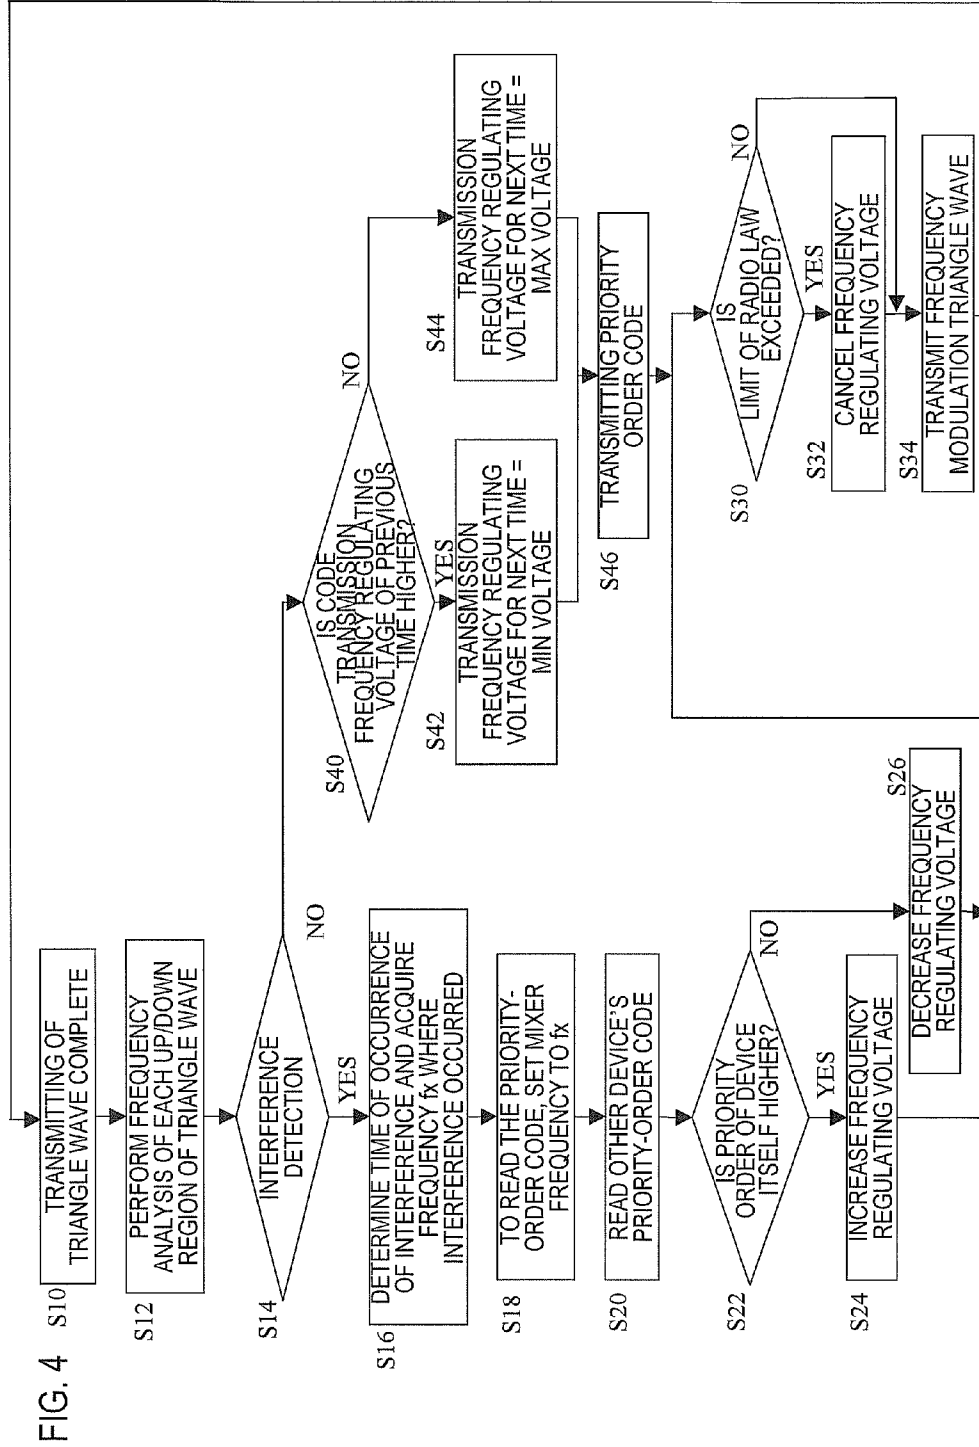 FIG. 4
S10
TRANSMITTING OF
TRIANGLE WAVE COMPLETE
S12
PERFORM FREQUENCY
ANALYSIS OF EACH UP/DOWN
REGION OF TRIANGLE WAVE
S14
INTERFERENCE
DETECTION
NO
YES
S16
DETERMINE TIME OF OCCURRENCE
OF INTERFERENCE AND ACQUIRE
FREQUENCY fx WHERE
INTERFERENCE OCCURRED
S18
TO READ THE PRIORITY-
ORDER CODE, SET MIXER
FREQUENCY TO fx
S20
READ OTHER DEVICE'S
PRIORITY-ORDER CODE
S22
IS PRIORITY
ORDER OF DEVICE
ITSELF HIGHER?
NO
YES
S24
INCREASE FREQUENCY
REGULATING VOLTAGE
S26
DECREASE FREQUENCY
REGULATING VOLTAGE
S40
IS CODE
TRANSMISSION
FREQUENCY REGULATING
VOLTAGE OF PREVIOUS
TIME HIGHER?
NO
YES
S42
TRANSMISSION
FREQUENCY REGULATING
VOLTAGE FOR NEXT TIME =
MIN VOLTAGE
S44
TRANSMISSION
FREQUENCY REGULATING
VOLTAGE FOR NEXT TIME =
MAX VOLTAGE
S46
TRANSMITTING PRIORITY
ORDER CODE
S30
IS
LIMIT OF RADIO LAW
EXCEEDED?
NO
YES
S32
CANCEL FREQUENCY
REGULATING VOLTAGE
S34
TRANSMIT FREQUENCY
MODULATION TRIANGLE WAVE